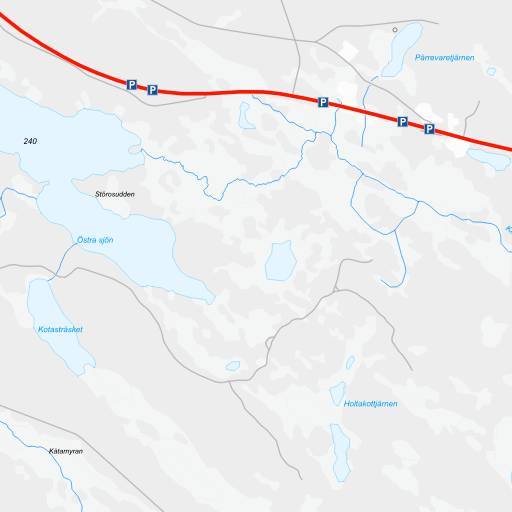 Pärrevaretjärnen
P
P
P
P
P
240
Störosudden
Östra sjön
Kotasträsket
Holtakottjärnen
Kåtamyran